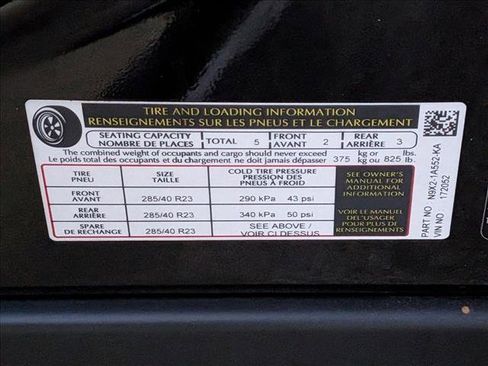 TIRE AND LOADING INFORMATION
RENSEIGNEMENTS SUR LES PNEUS ET LE CHARGEMENT
SEATING CAPACITY
NOMBRE DE PLACES
TOTAL 5
FRONT
AVANT 2
REAR
ARRIÈRE 3
The combined weight of occupants and cargo should never exceed 375 kg or 825 lbs.
Le poids total des occupants et du chargement ne doit jamais dépasser kg ou lb.
TIRE
PNEU
SIZE
TAILLE
COLD TIRE PRESSURE
PRESSION DES
PNEUS À FROID
SEE OWNER'S
MANUAL FOR
ADDITIONAL
INFORMATION
FRONT
AVANT
285/40 R23
290 kPa 43 psi
REAR
ARRIÈRE
285/40 R23
340 kPa 50 psi
VOIR LE MANUEL
DE L'USAGER
POUR PLUS DE
RENSEIGNEMENTS
SPARE
DE RECHANGE
285/40 R23
SEE ABOVE /
VOIR CI DESSUS
PART NO N9X2-1A552-KA
VIN NO 172052